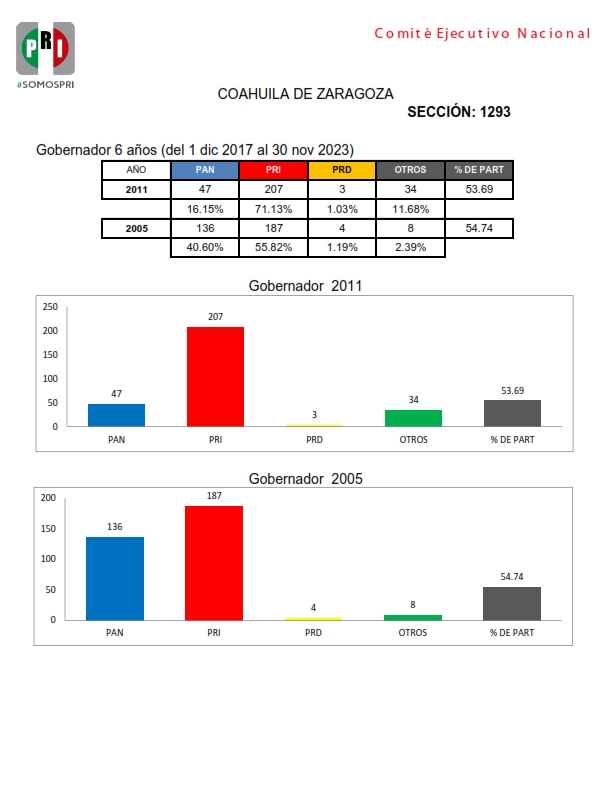 PRI
#SOMOSPRI
Comité Ejecutivo Nacional
COAHUILA DE ZARAGOZA
SECCIÓN: 1293
Gobernador 6 años (del 1 dic 2017 al 30 nov 2023)
AÑO PAN PRI PRD OTROS % DE PART
2011 47 207 3 34 53.69
16.15% 71.13% 1.03% 11.68%
2005 136 187 4 8 54.74
40.60% 55.82% 1.19% 2.39%
Gobernador 2011
250
200
150
100
50
0
207
47
3
34
53.69
PAN PRI PRD OTROS % DE PART
Gobernador 2005
200
150
100
50
0
136
187
4
8
54.74
PAN PRI PRD OTROS % DE PART